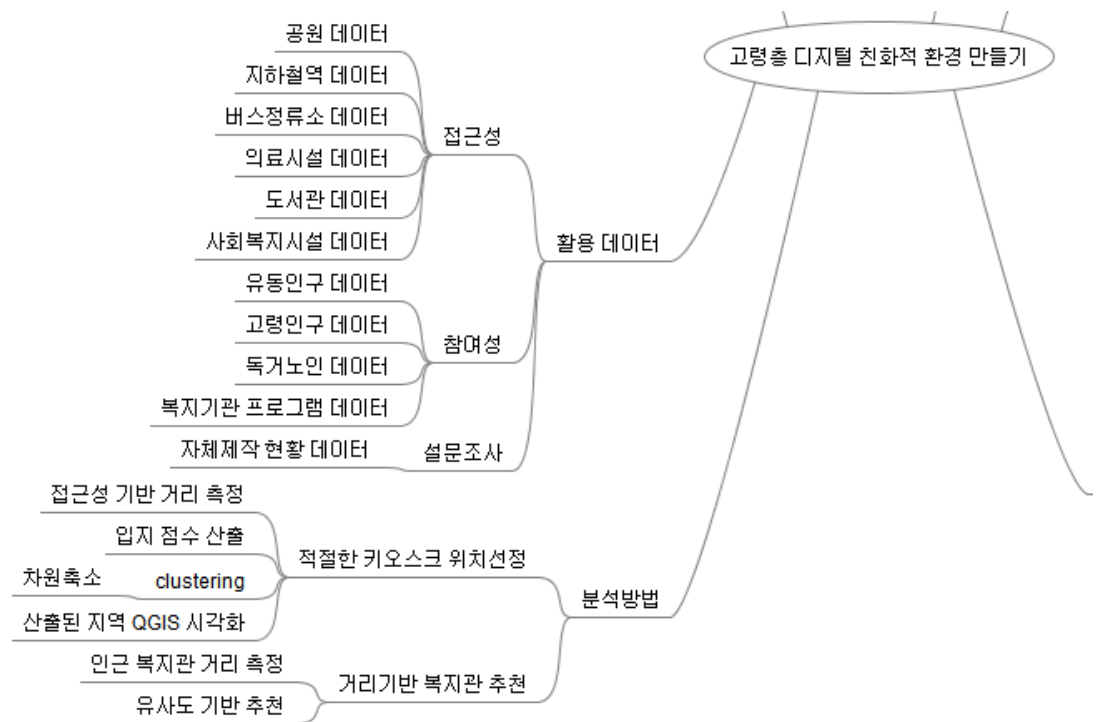 고령층 디지털 친화적 환경 만들기
활용 데이터
접근성
공원 데이터
지하철역 데이터
버스정류소 데이터
의료시설 데이터
도서관 데이터
사회복지시설 데이터
참여성
유동인구 데이터
고령인구 데이터
독거노인 데이터
복지기관 프로그램 데이터
설문조사
자체제작 현황 데이터
분석방법
적절한 키오스크 위치선정
접근성 기반 거리 측정
입지 점수 산출
clustering
차원축소
산출된 지역 QGIS 시각화
거리기반 복지관 추천
인근 복지관 거리 측정
유사도 기반 추천